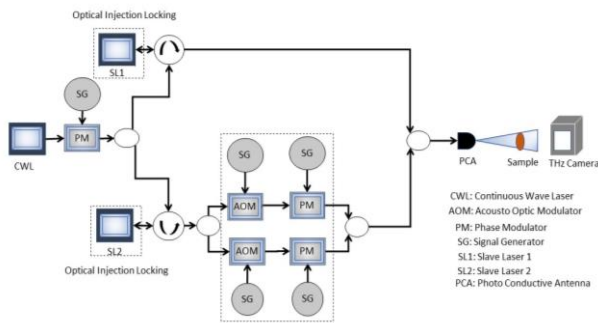 Optical Injection Locking
SL1
SG
PM
CWL
SG
SG
AOM
PM
SL2
Optical Injection Locking
AOM
PM
SG
SG
PCA
Sample
THz Camera
CWL: Continuous Wave Laser
AOM: Acousto Optic Modulator
PM: Phase Modulator
SG: Signal Generator
SL1: Slave Laser 1
SL2: Slave Laser 2
PCA: Photo Conductive Antenna